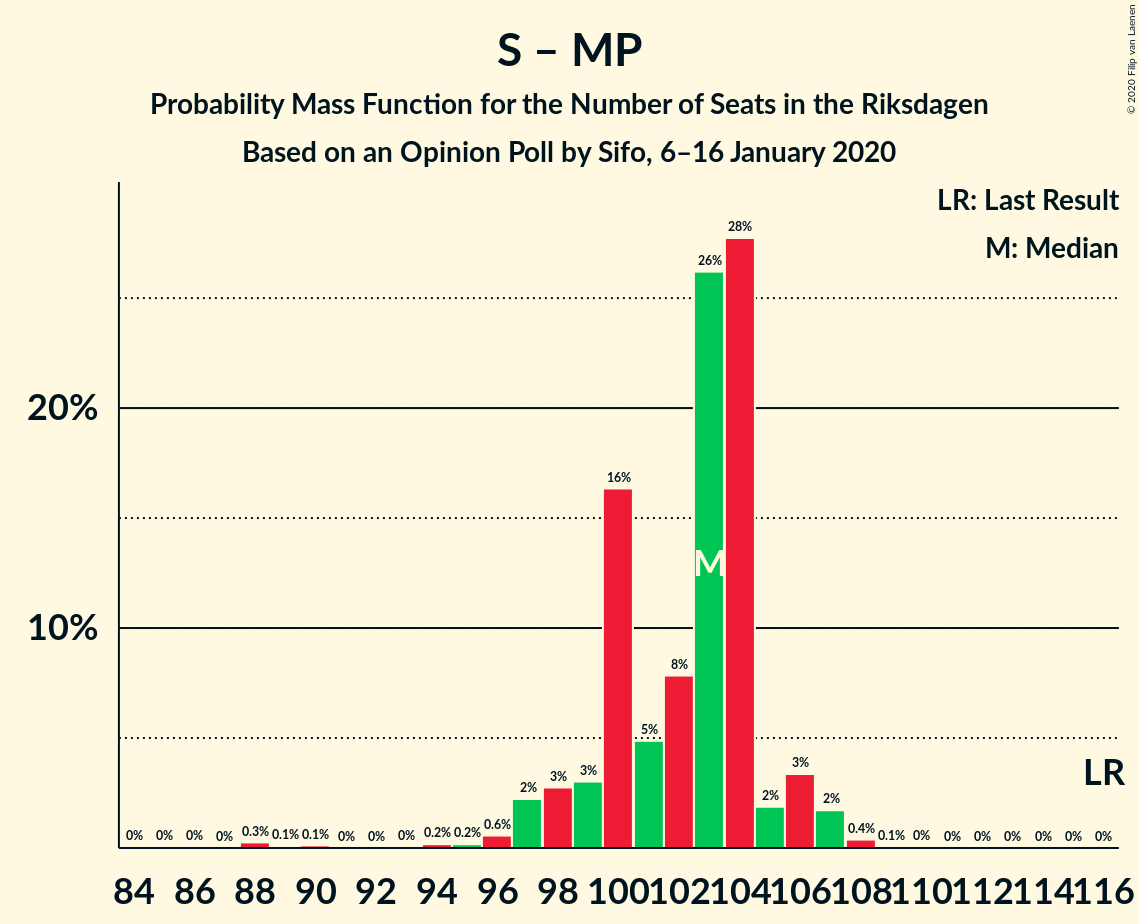 S – MP
Probability Mass Function for the Number of Seats in the Riksdagen
Based on an Opinion Poll by Sifo, 6–16 January 2020
© 2020 Filip van Laenen
LR: Last Result
M: Median
20%
10%
0% 0% 0% 0% 0.3% 0.1% 0.1% 0% 0% 0% 0.2% 0.2% 0.6% 2% 3% 3% 16% 5% 8% 26% 28% 2% 3% 2% 0.4% 0.1% 0% 0% 0% 0% 0% 0% 0%
M
LR
84 86 88 90 92 94 96 98 100 102 104 106 108 110 112 114 116